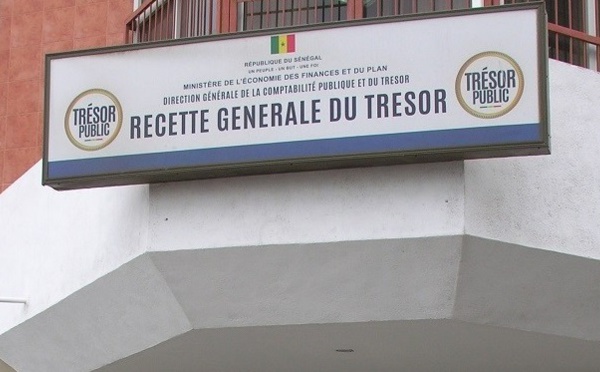 RÉPUBLIQUE DU SÉNÉGAL
UN PEUPLE - UN BUT - UNE FOI
MINISTÈRE DE L'ÉCONOMIE DES FINANCES ET DU PLAN
DIRECTION GÉNÉRALE DE LA COMPTABILITÉ PUBLIQUE ET DU TRESOR
RECETTE GENERALE DU TRESOR
TRÉSOR
PUBLIC
TRÉSOR
PUBLIC